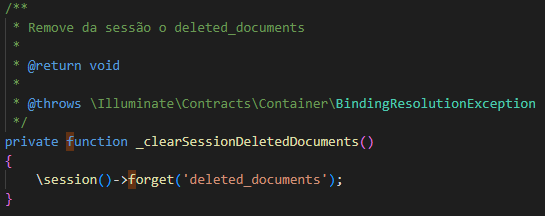 /**
 * Remove da sessão o deleted_documents
 *
 * @return void
 *
 * @throws \Illuminate\Contracts\Container\BindingResolutionException
 */
private function _clearSessionDeletedDocuments()
{
    \session()->forget('deleted_documents');
}